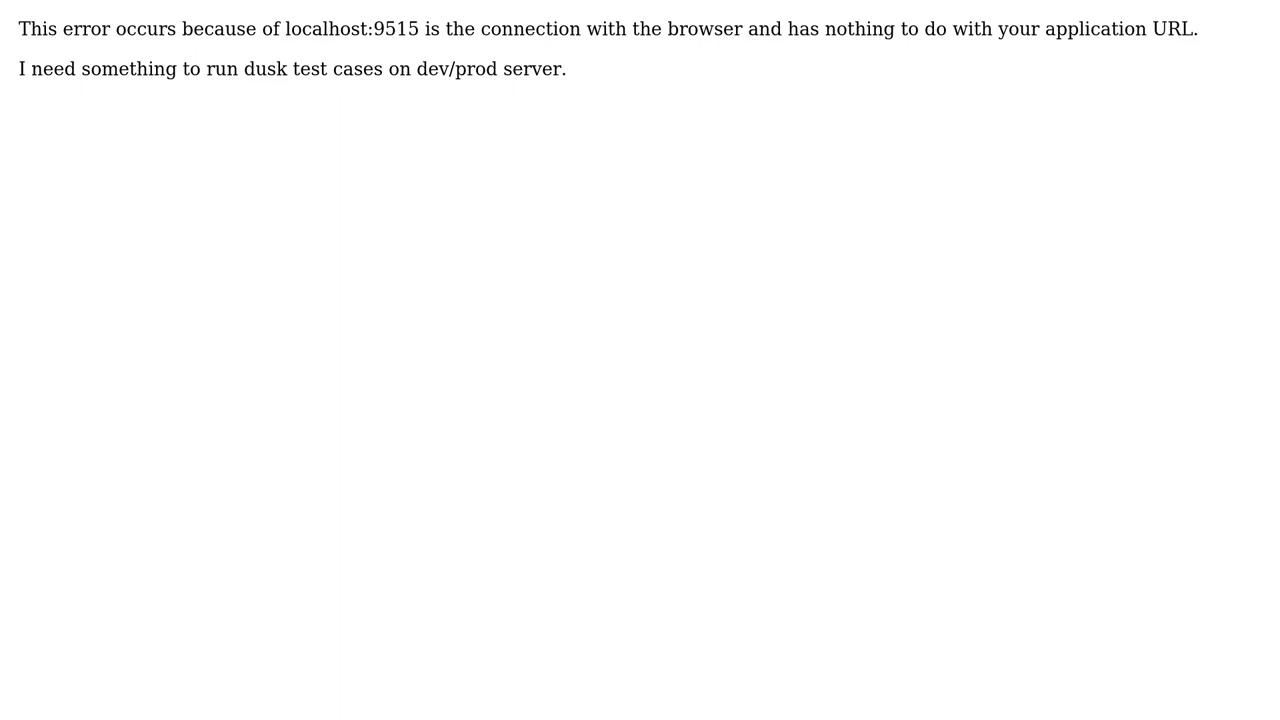 This error occurs because of localhost:9515 is the connection with the browser and has nothing to do with your application URL.
I need something to run dusk test cases on dev/prod server.